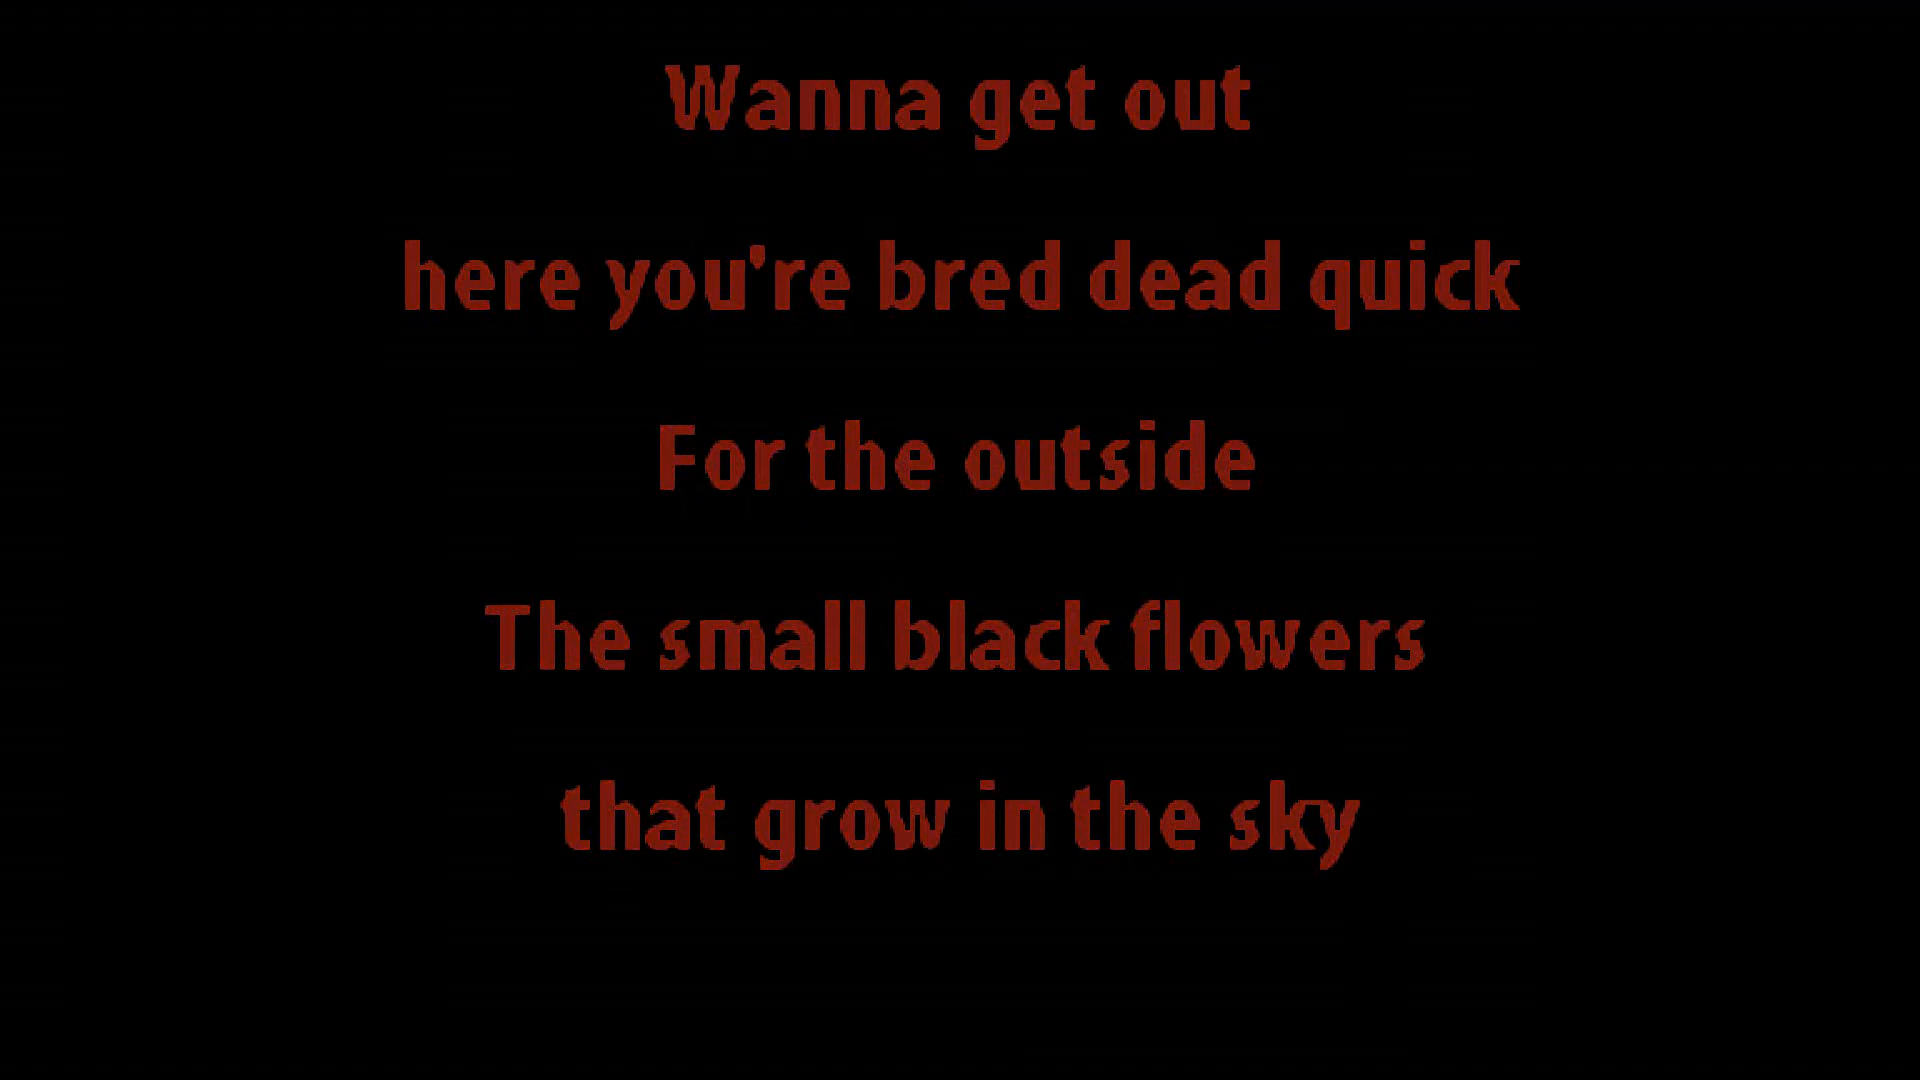 Wanna get out
here you're bred dead quick
For the outside
The small black flowers
that grow in the sky